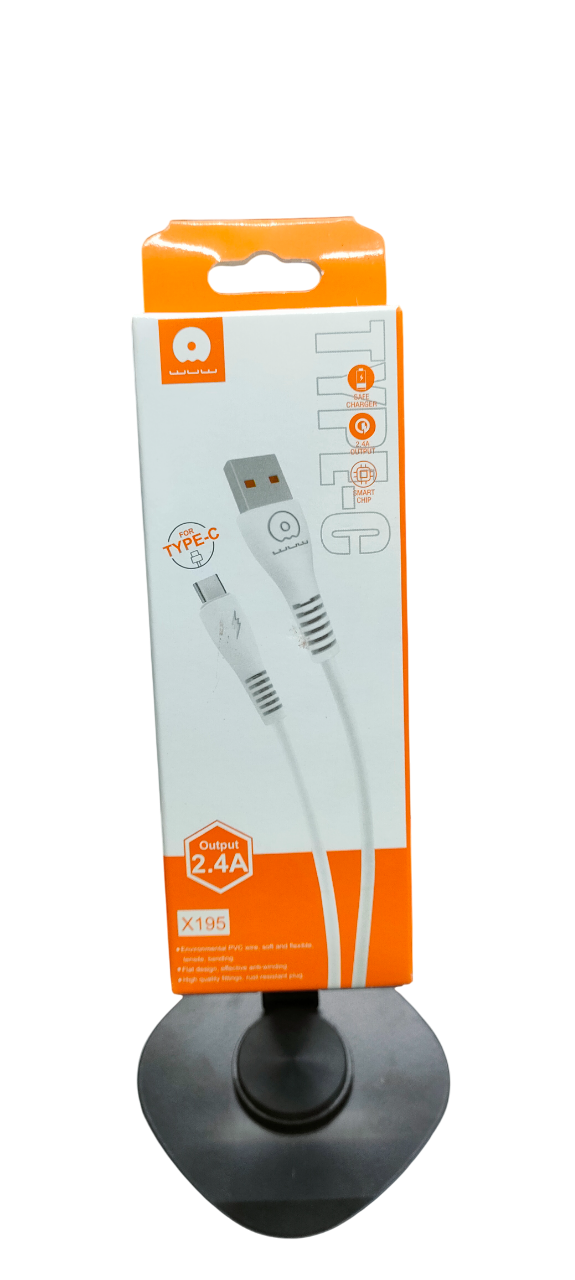 TYPE-C
SAFE
CHARGER
2.4A
OUTPUT
SMART
CHIP
FOR
TYPE-C
Output
2.4A
X195
#Environmental PVC wire, soft and flexible,
tensile, bending
#Flat design, effective anti-winding
#High quality fittings, rust-resistant plug